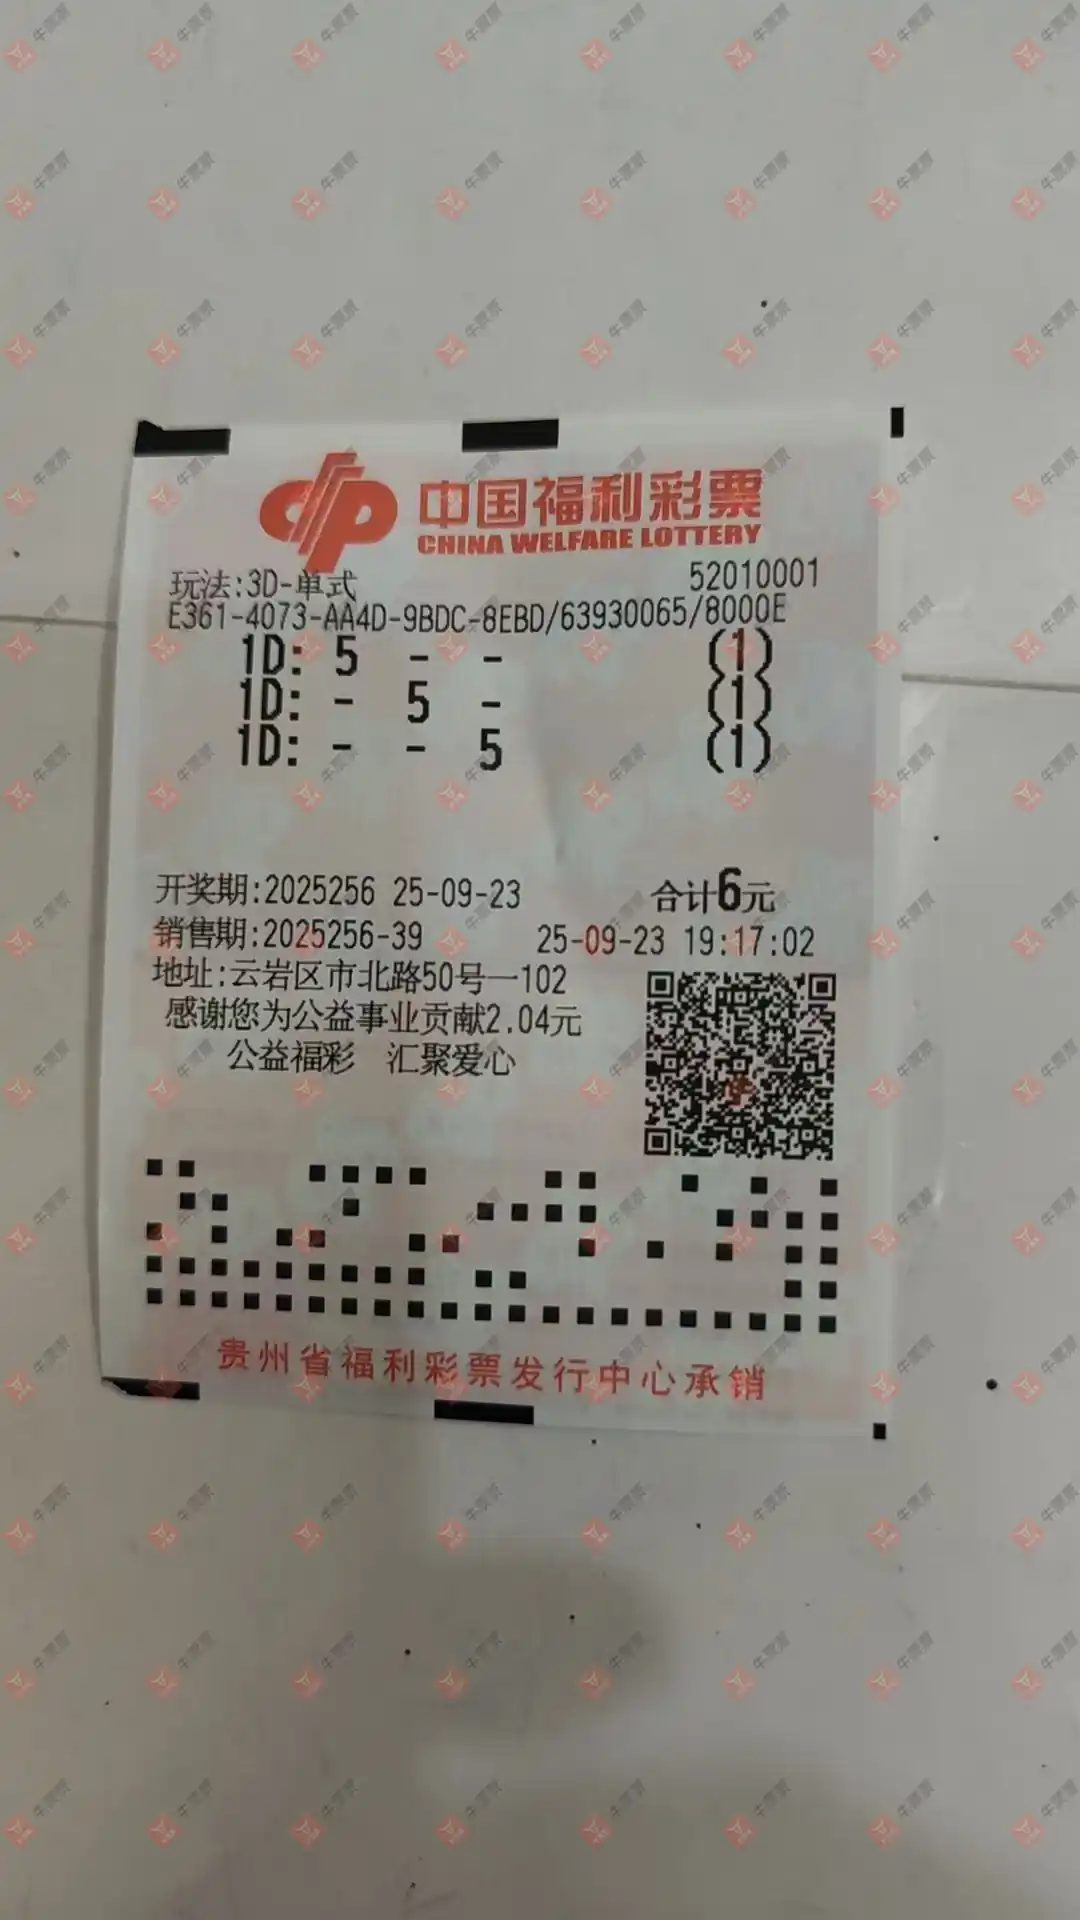 中国福利彩票
CHINA WELFARE LOTTERY
玩法:3D-单式 52010001
E361-4073-AA4D-9BDC-8EBD/63930065/8000E
1D: 5 - - (1)
1D: - 5 - (1)
1D: - - 5 (1)
开奖期:2025256 25-09-23 合计6元
销售期:2025256-39 25-09-23 19:17:02
地址:云岩区市北路50号一102
感谢您为公益事业贡献2.04元
公益福彩 汇聚爱心
贵州省福利彩票发行中心承销